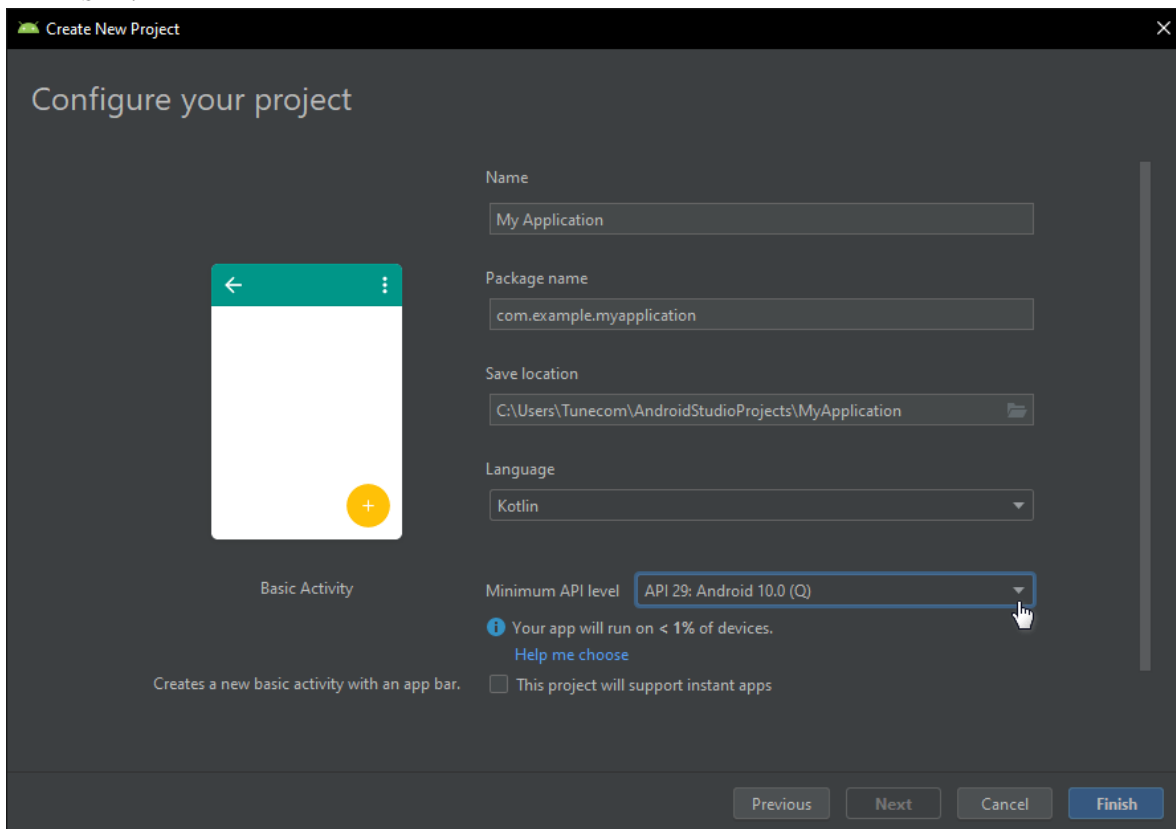 Create New Project
Configure your project
Name
My Application
Package name
com.example.myapplication
Save location
C:\Users\Tunecom\AndroidStudioProjects\MyApplication
Language
Kotlin
Basic Activity
Minimum API level API 29: Android 10.0 (Q)
Your app will run on < 1% of devices.
Help me choose
Creates a new basic activity with an app bar.
This project will support instant apps
Previous Next Cancel Finish